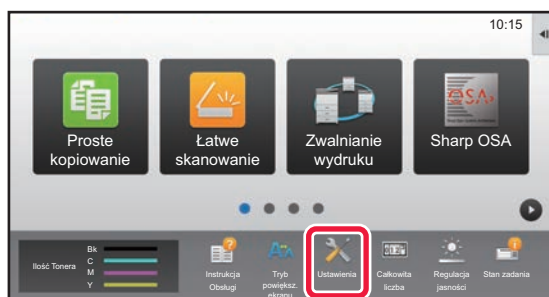 10:15
Proste
kopiowanie
Łatwe
skanowanie
Zwalnianie
wydruku
Sharp OSA
OSA
Ilość Tonera
Bk
C
M
Y
Instrukcja
Obsługi
Tryb
powiększ.
ekranu
Ustawienia
Całkowita
liczba
Regulacja
jasności
Stan zadania